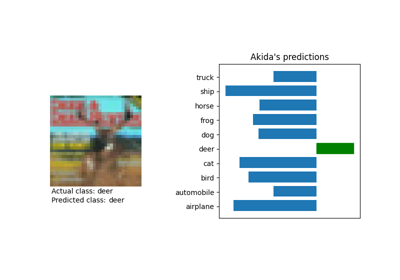 Akida's predictions
truck
ship
horse
frog
dog
deer
cat
bird
automobile
airplane
Actual class: deer
Predicted class: deer